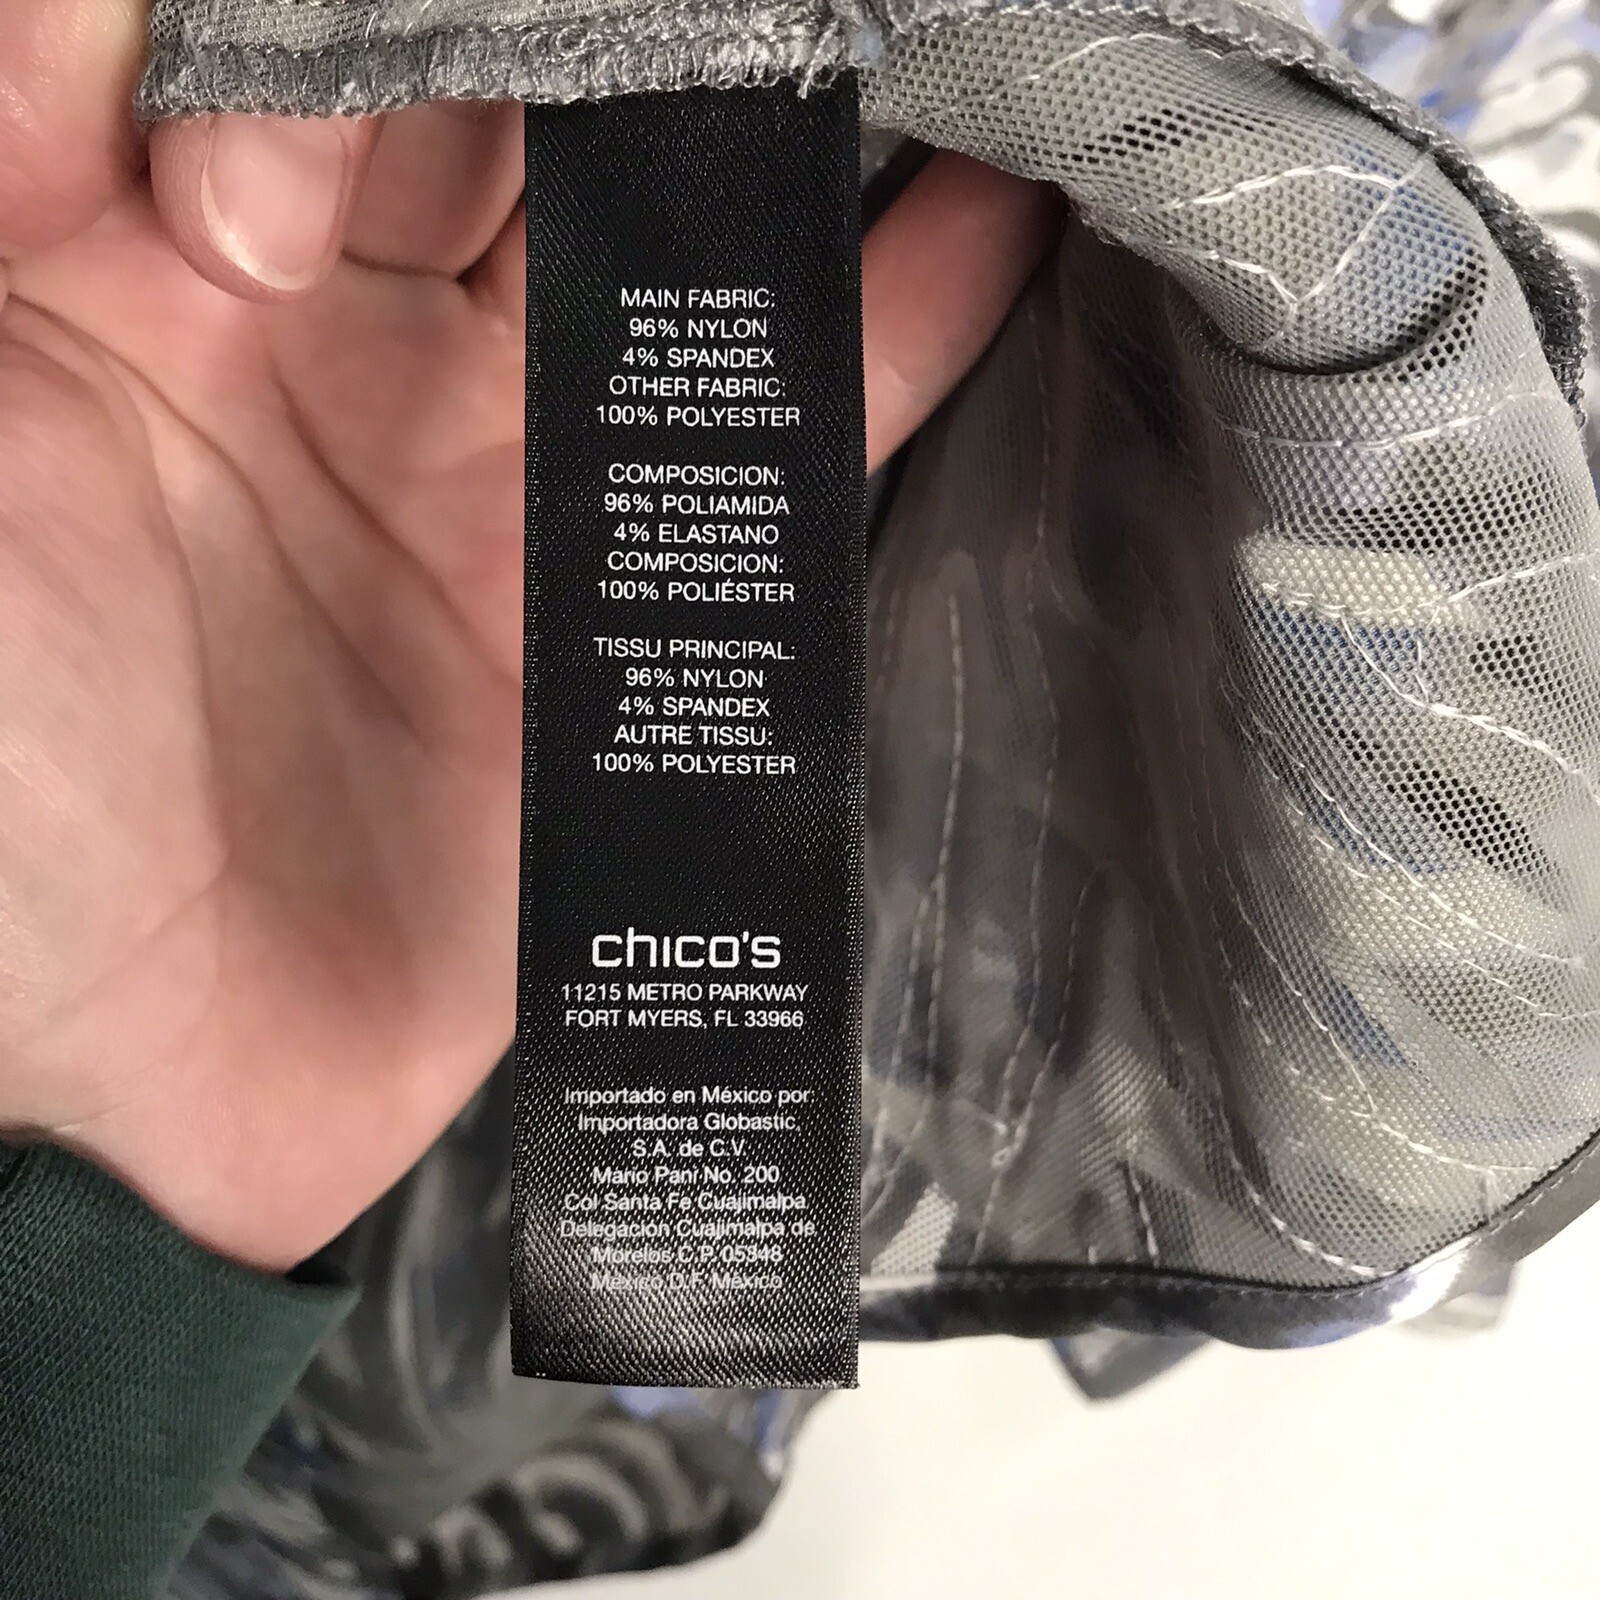 MAIN FABRIC:
96% NYLON
4% SPANDEX
OTHER FABRIC:
100% POLYESTER
COMPOSICION:
96% POLIAMIDA
4% ELASTANO
COMPOSICION:
100% POLIÉSTER
TISSU PRINCIPAL:
96% NYLON
4% SPANDEX
AUTRE TISSU:
100% POLYESTER
chico's
11215 METRO PARKWAY
FORT MYERS, FL 33966
Importado en México por:
Importadora Globastic,
S.A. de C.V.
Mario Pani No. 200
Col Santa Fe Cuajimalpa,
Delegacion Cuajimalpa de
Morelos C.P. 05348
México D.F. México